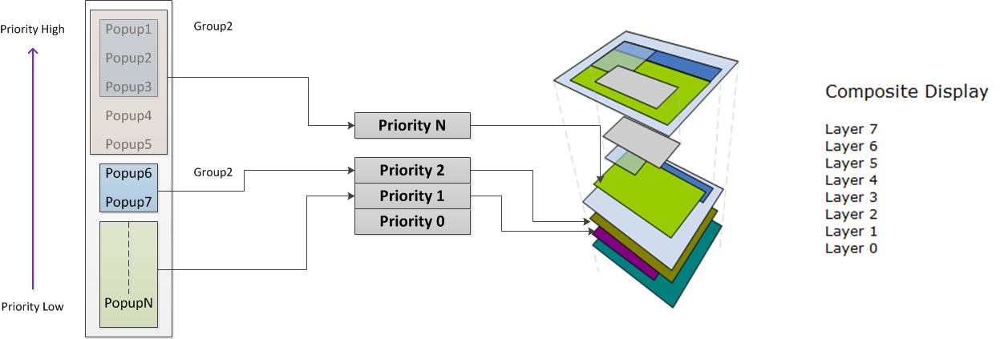 Priority High
Priority Low
Popup1
Popup2
Popup3
Popup4
Popup5
Popup6
Popup7
PopupN
Group2
Group2
Priority N
Priority 2
Priority 1
Priority 0
Composite Display
Layer 7
Layer 6
Layer 5
Layer 4
Layer 3
Layer 2
Layer 1
Layer 0